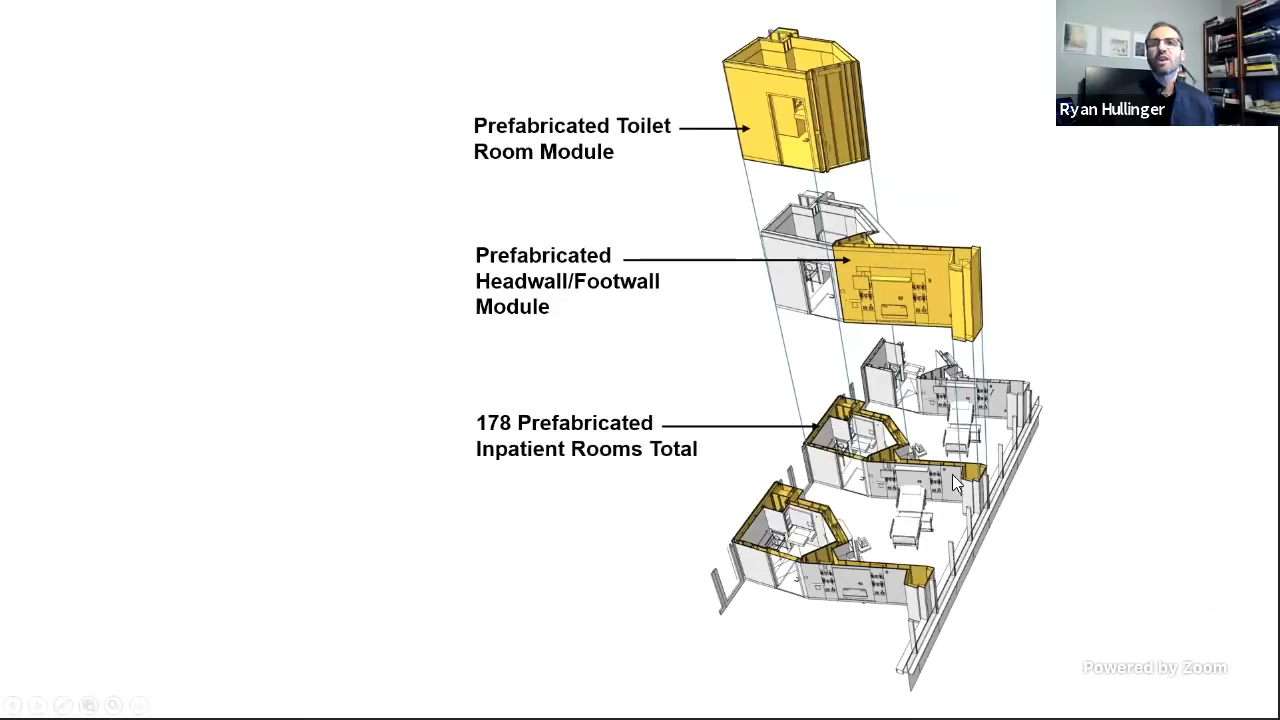 Ryan Hullinger
Prefabricated Toilet
Room Module
Prefabricated
Headwall/Footwall
Module
178 Prefabricated
Inpatient Rooms Total
Powered by Zoom